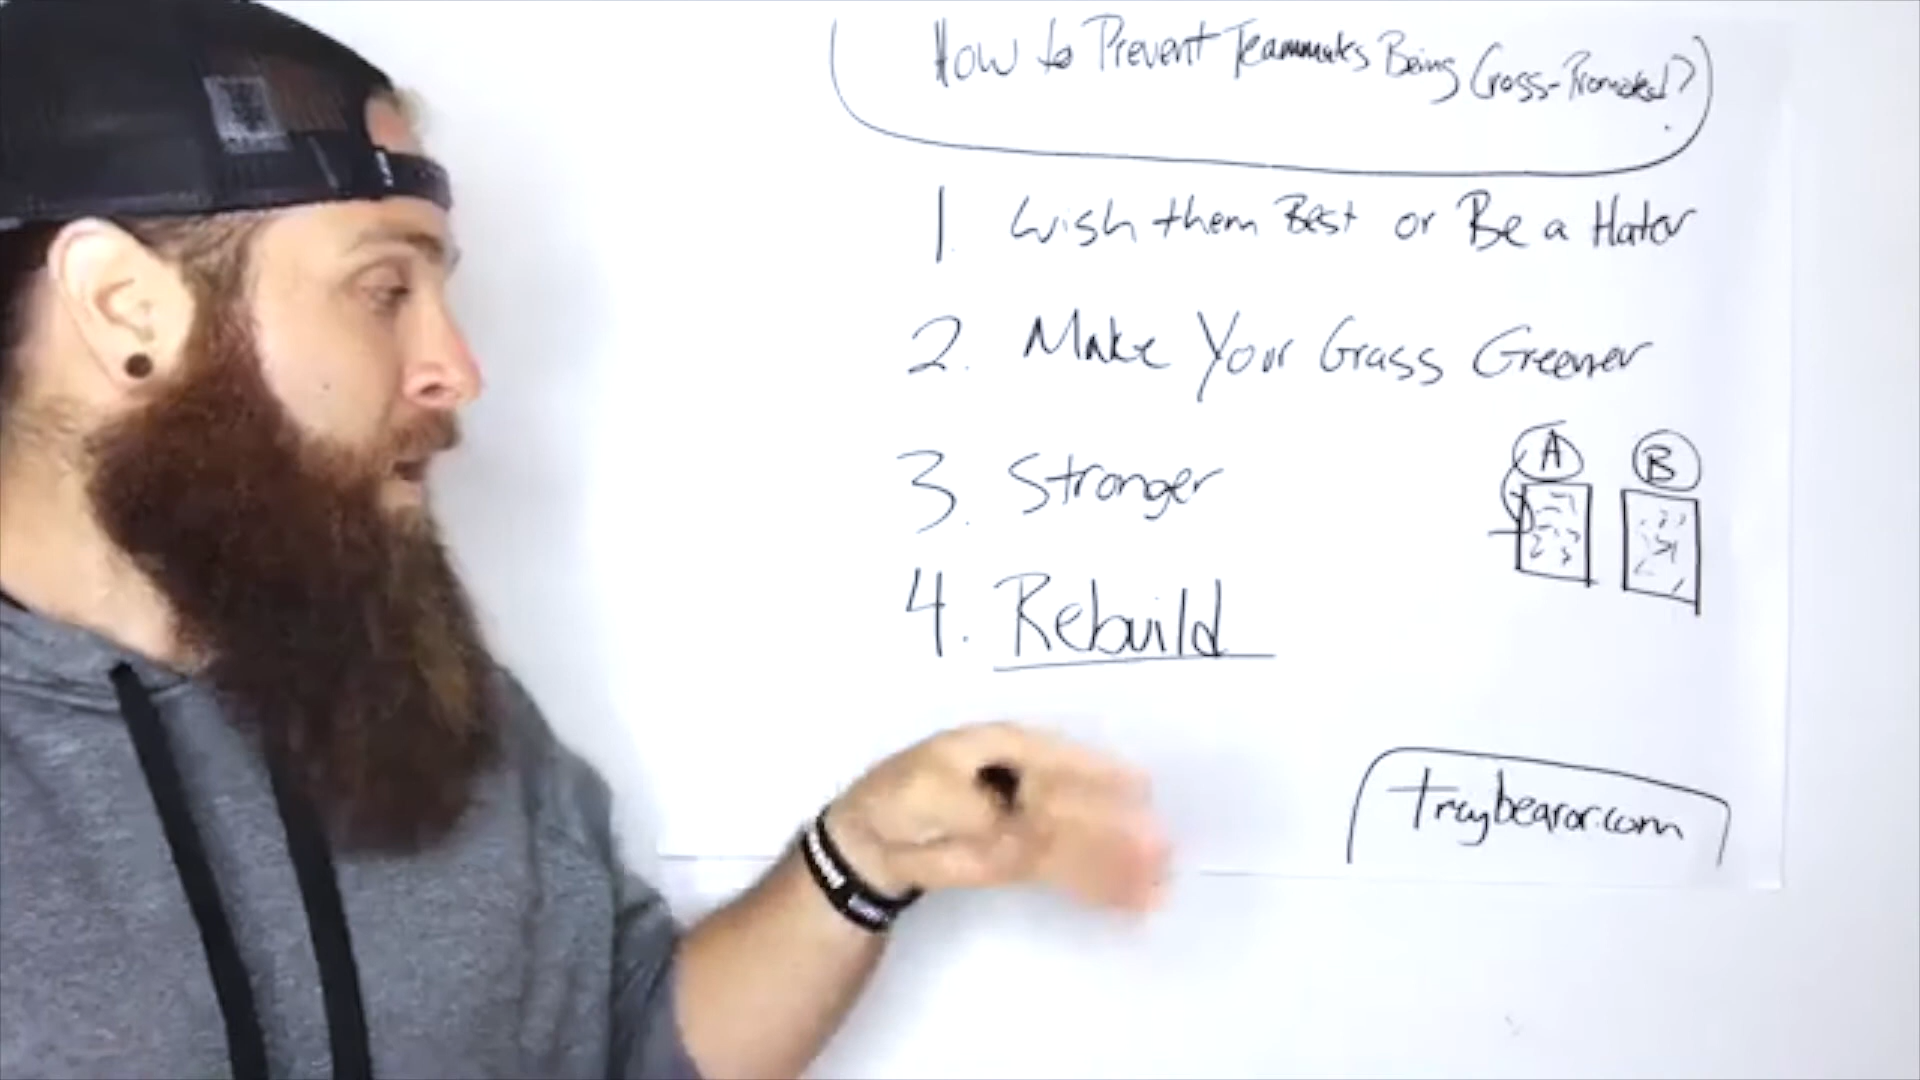 How to Prevent Teammates Being Cross-Promoted?
1. Wish them Best or Be a Hater
2. Make Your Grass Greener
3. Stronger
A B
4. Rebuild
troybearor.com